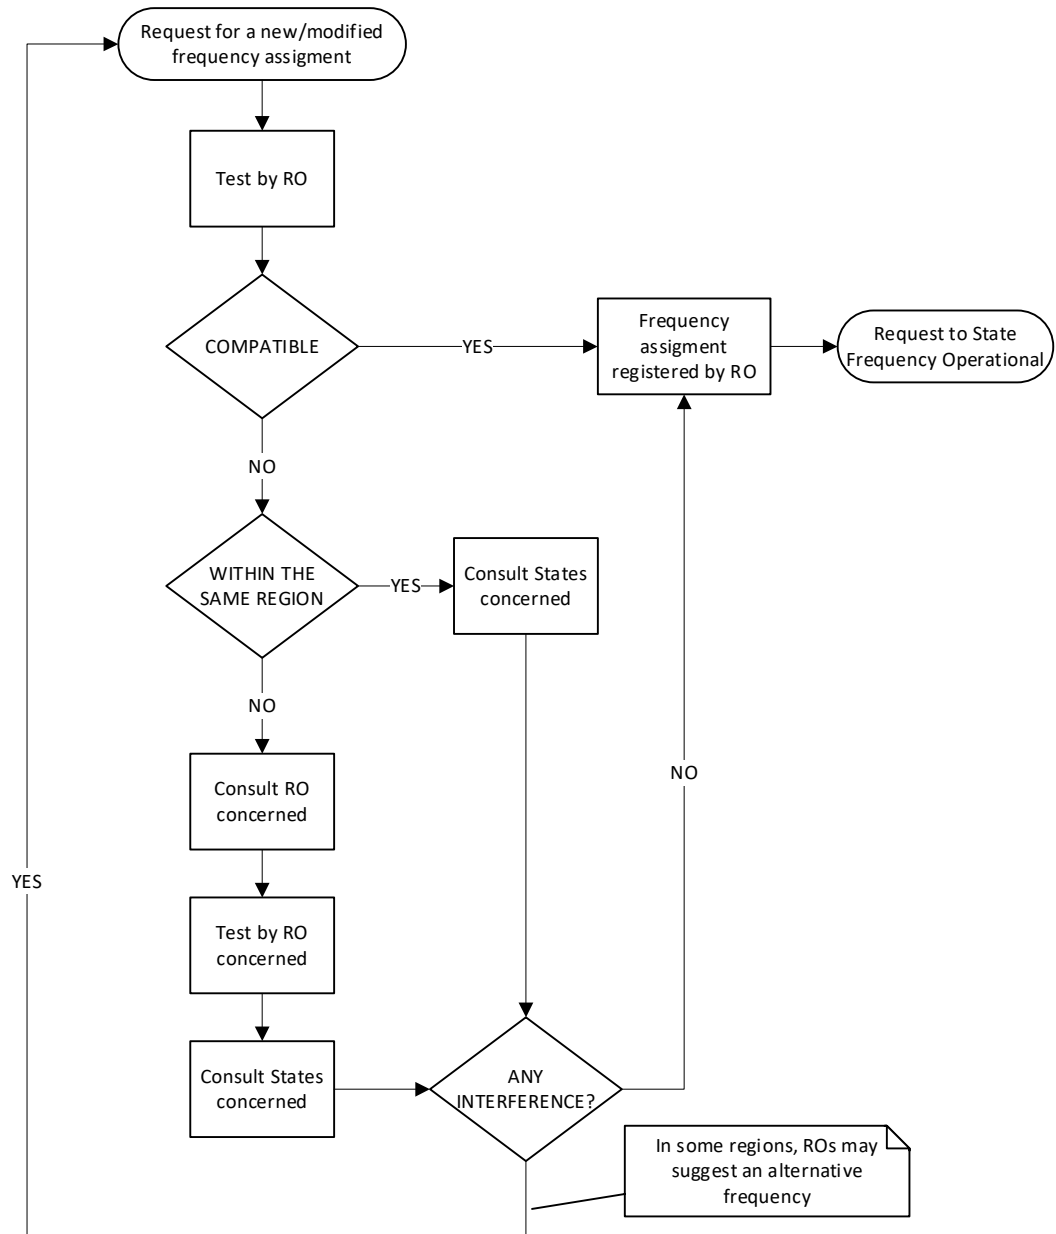 Request for a new/modified
frequency assigment
Test by RO
COMPATIBLE
YES
Frequency
assigment
registered by RO
Request to State
Frequency Operational
NO
WITHIN THE
SAME REGION
YES
Consult States
concerned
NO
Consult RO
concerned
NO
YES
Test by RO
concerned
Consult States
concerned
ANY
INTERFERENCE?
In some regions, ROs may
suggest an alternative
frequency